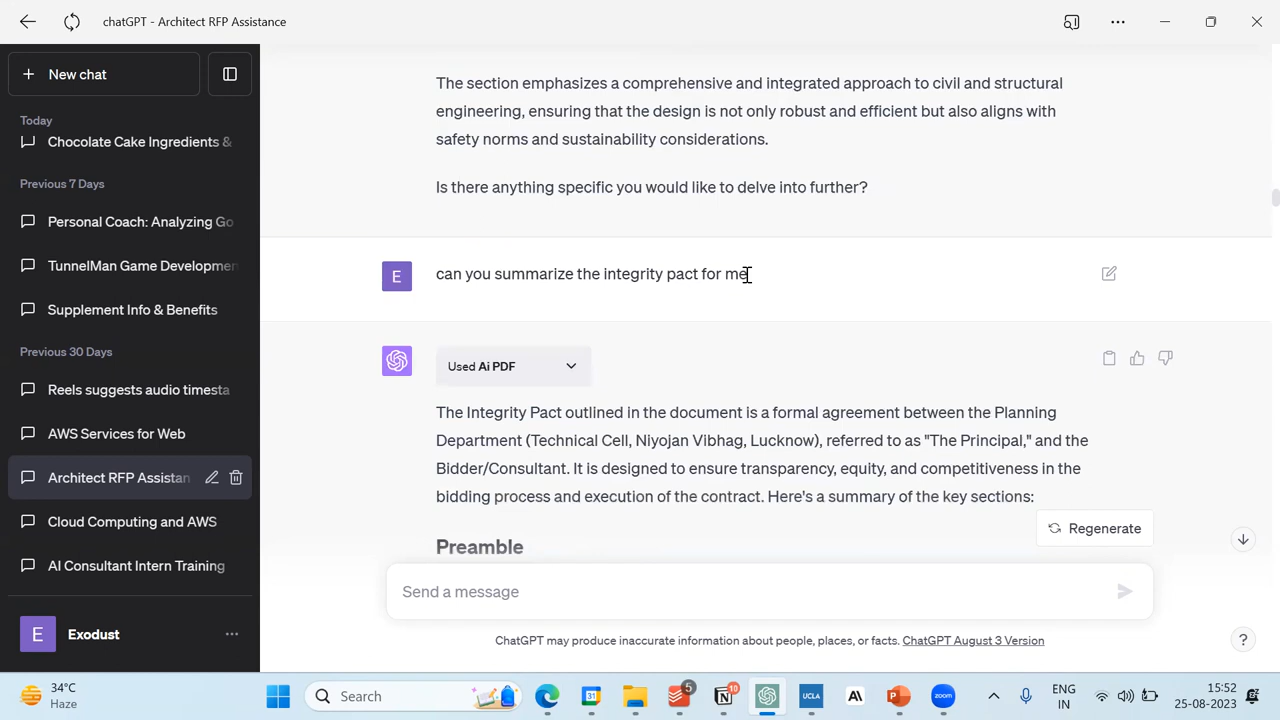 chatGPT - Architect RFP Assistance
New chat
Today
Chocolate Cake Ingredients &
Previous 7 Days
Personal Coach: Analyzing Go
TunnelMan Game Developmen
Supplement Info & Benefits
Previous 30 Days
Reels suggests audio timesta
AWS Services for Web
Architect RFP Assistan
Cloud Computing and AWS
AI Consultant Intern Training
E
Exodust
The section emphasizes a comprehensive and integrated approach to civil and structural
engineering, ensuring that the design is not only robust and efficient but also aligns with
safety norms and sustainability considerations.
Is there anything specific you would like to delve into further?
E
can you summarize the integrity pact for me
Used Ai PDF
The Integrity Pact outlined in the document is a formal agreement between the Planning
Department (Technical Cell, Niyojan Vibhag, Lucknow), referred to as "The Principal," and the
Bidder/Consultant. It is designed to ensure transparency, equity, and competitiveness in the
bidding process and execution of the contract. Here's a summary of the key sections:
Regenerate
Preamble
Send a message
ChatGPT may produce inaccurate information about people, places, or facts. ChatGPT August 3 Version
?
34°C
Haze
Search
5
10
UCLA
A\
P
zoom
ENG
IN
15:52
25-08-2023